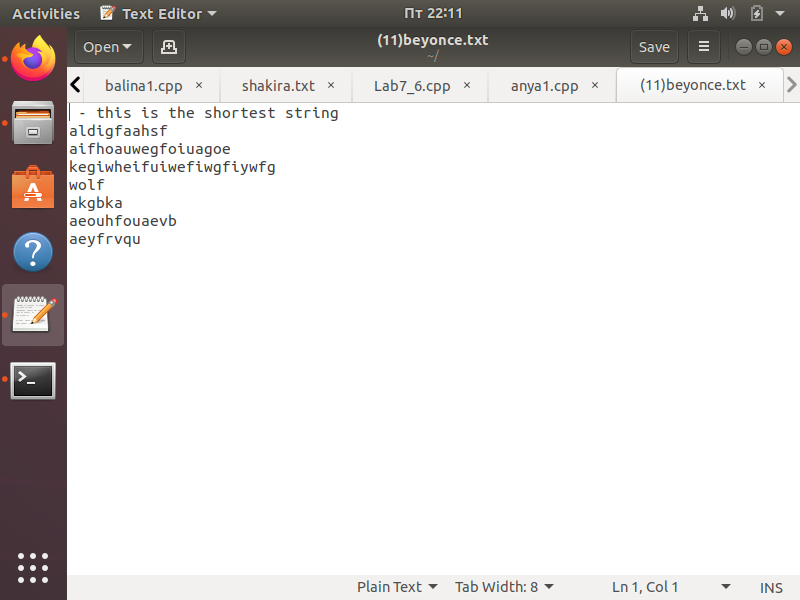 Activities Text Editor Пт 22:11
Open (11)beyonce.txt Save
~/
balina1.cpp × shakira.txt × Lab7_6.cpp × anya1.cpp × (11)beyonce.txt ×
- this is the shortest string
aldigfaahsf
aifhoauwegfoiuagoe
kegiwheifuiwefiwgfiywfg
wolf
akgbka
aeouhfouaevb
aeyfrvqu
Plain Text Tab Width: 8 Ln 1, Col 1 INS